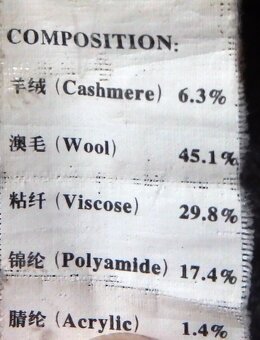 COMPOSITION:
羊绒 (Cashmere) 6.3%
澳毛 (Wool) 45.1%
粘纤 (Viscose) 29.8%
锦纶 (Polyamide) 17.4%
腈纶 (Acrylic) 1.4%